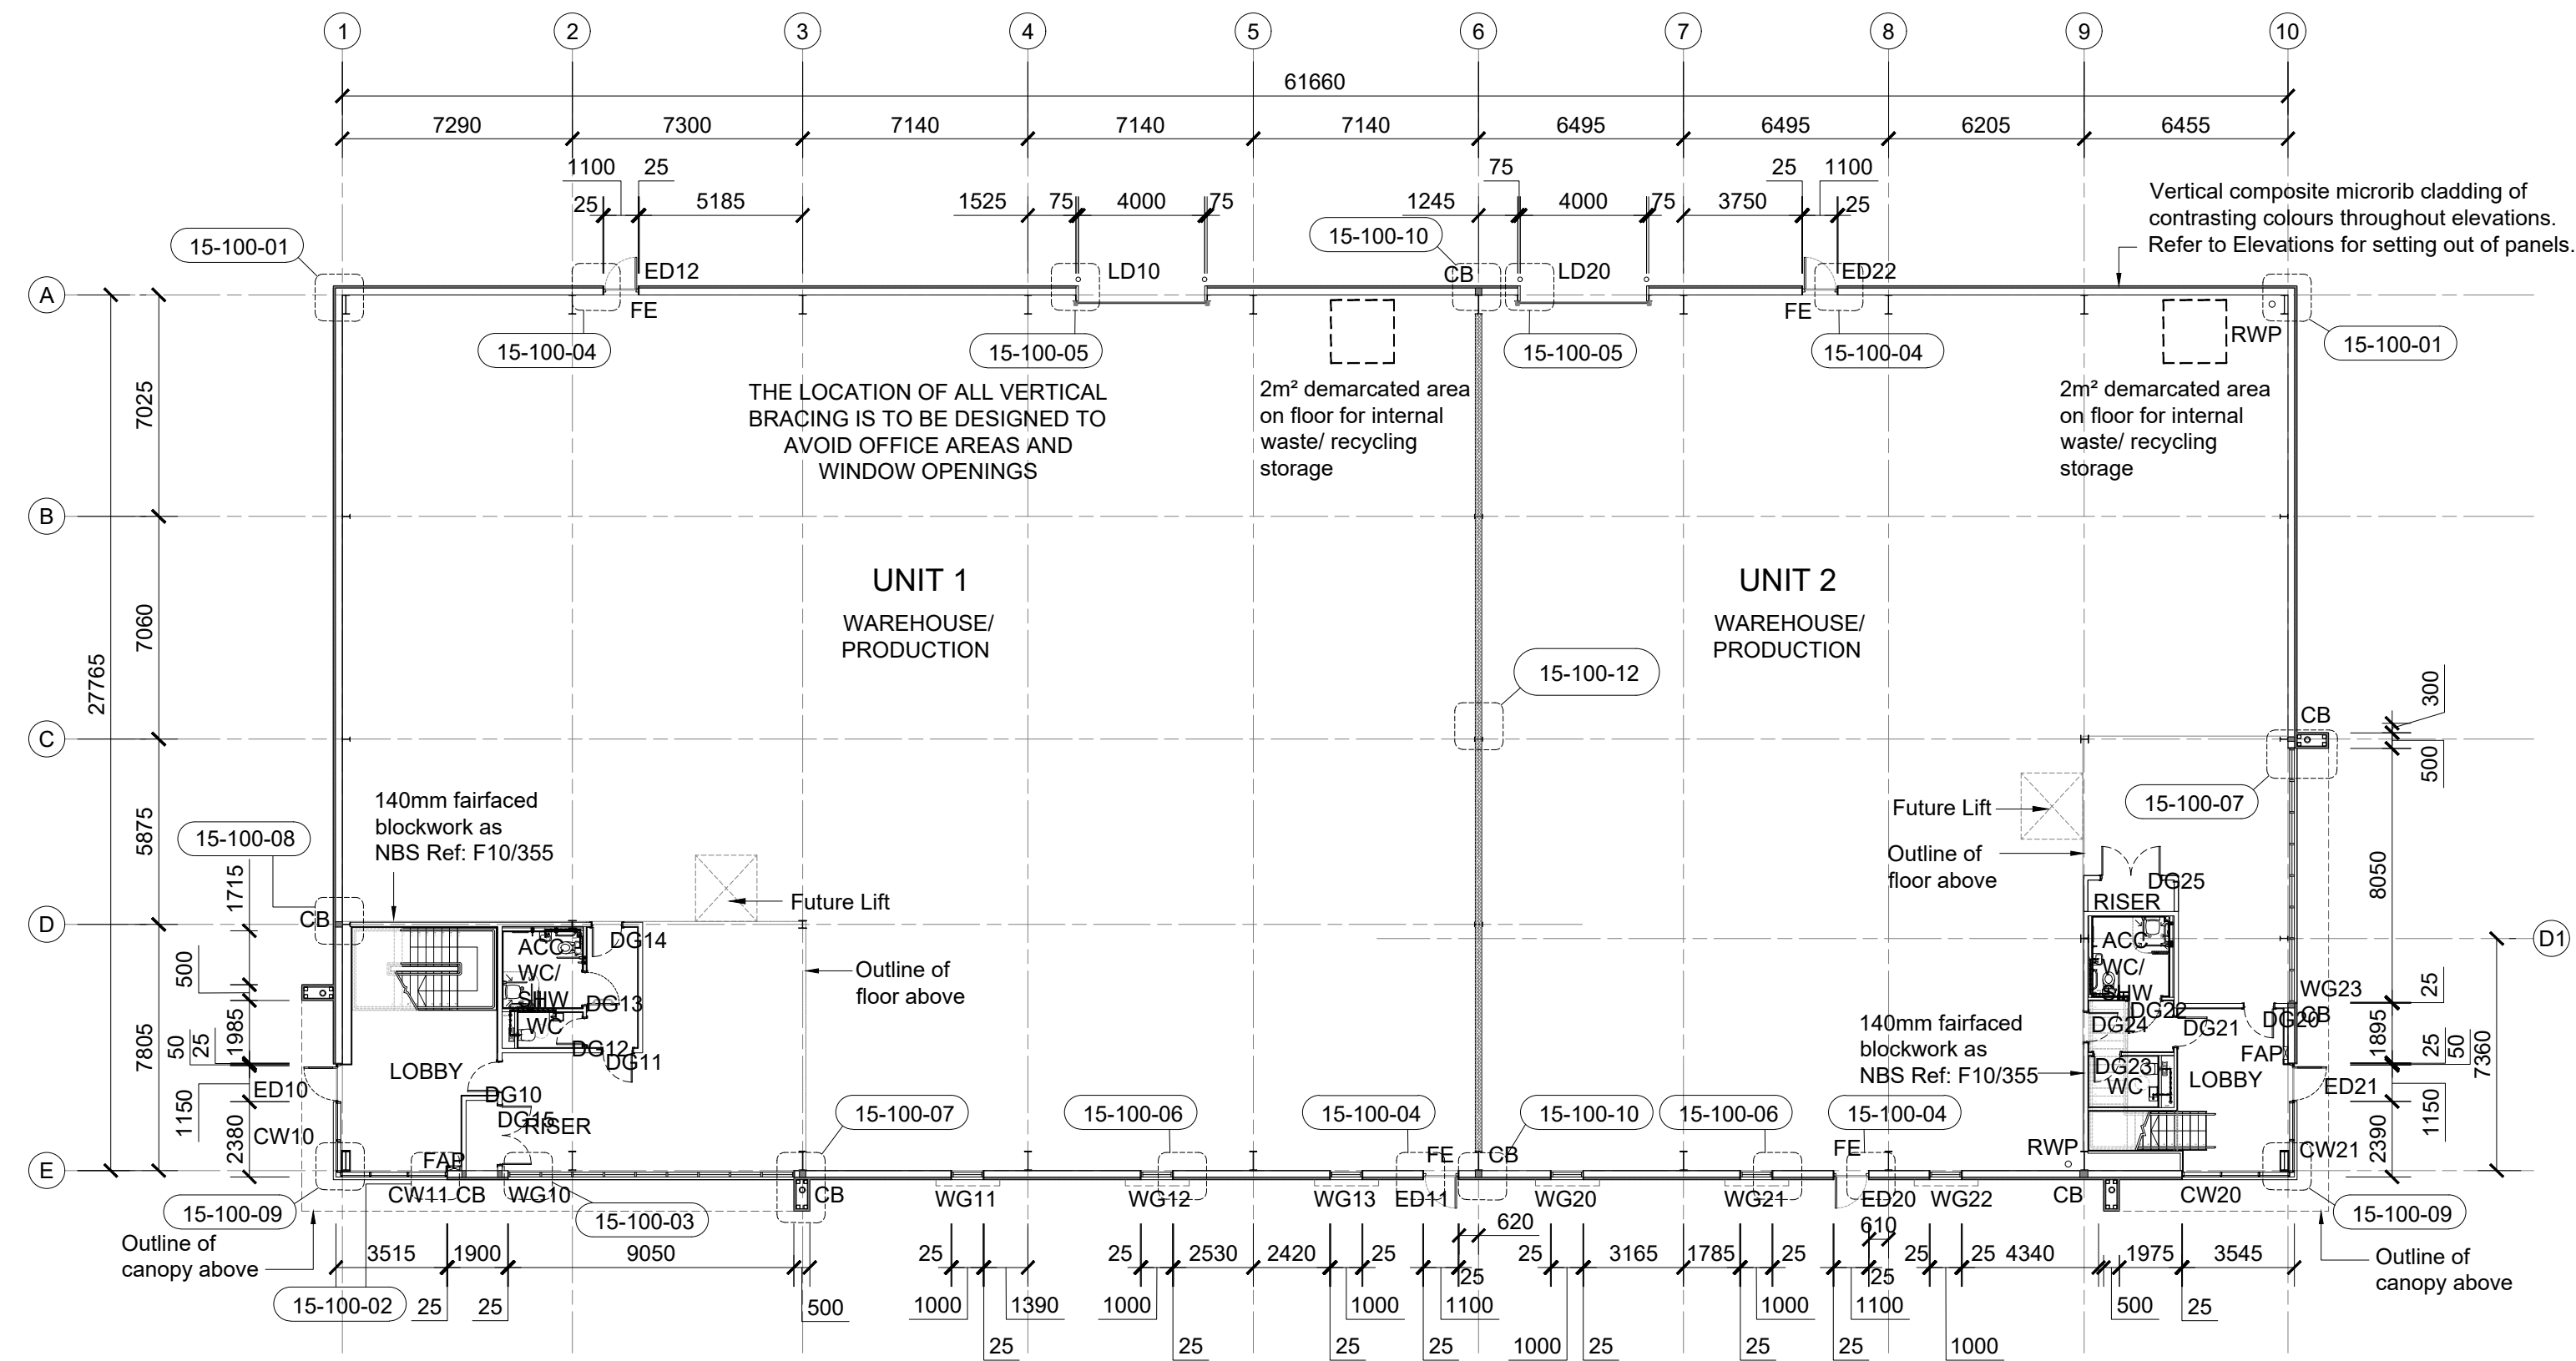 1 2 3 4 5 6 7 8 9 10
61660
7290 7300 7140 7140 7140 6495 6495 6205 6455
1100 25 75 25 1100
25 5185 1525 75 4000 75 1245 4000 75 3750 25
Vertical composite microrib cladding of
contrasting colours throughout elevations.
Refer to Elevations for setting out of panels.
15-100-01 15-100-10
ED12 LD10 CB LD20 ED22
A
FE FE
RWP
15-100-04 15-100-05 15-100-05 15-100-04 15-100-01
THE LOCATION OF ALL VERTICAL
BRACING IS TO BE DESIGNED TO
AVOID OFFICE AREAS AND
WINDOW OPENINGS
2m² demarcated area
on floor for internal
waste/ recycling
storage
2m² demarcated area
on floor for internal
waste/ recycling
storage
7025
B
UNIT 1
WAREHOUSE/
PRODUCTION
UNIT 2
WAREHOUSE/
PRODUCTION
7060
27765
15-100-12
C
300
CB
500
15-100-07
140mm fairfaced
blockwork as
NBS Ref: F10/355
15-100-08
5875
1715
Future Lift
Future Lift
Outline of
floor above
8050
DG25
RISER
CB
D
D1
DG14
ACC
WC/
SHW
DG13
WC
DG12
DG11
Outline of
floor above
500
1985
50
25
7805
LOBBY
ED10
1150
DG10
DG15
RISER
CW10
2380
ACC
WC/
SHW
WG23
CB
25
DG22
DG24
DG21
DG20
140mm fairfaced
blockwork as
NBS Ref: F10/355
FAP
DG23
WC
LOBBY
ED21
1895
25
50
7360
1150
2390
15-100-07 15-100-06 15-100-04 15-100-10 15-100-06 15-100-04
E
FAP FE CB FE RWP CW21
CW11 CB WG10 CB WG11 WG12 WG13 ED11 WG20 WG21 ED20 WG22 CB CW20
15-100-09 15-100-03 15-100-09
620 610
Outline of
canopy above
3515 1900 9050 25 25 2530 2420 25 25 3165 1785 25 25 25 4340 1975 3545
25 25
Outline of
canopy above
15-100-02 25 25 500 1000 1390 1000 1000 1100 1000 1100 500 25
25 25 25 25 1000 25 25 25 1000